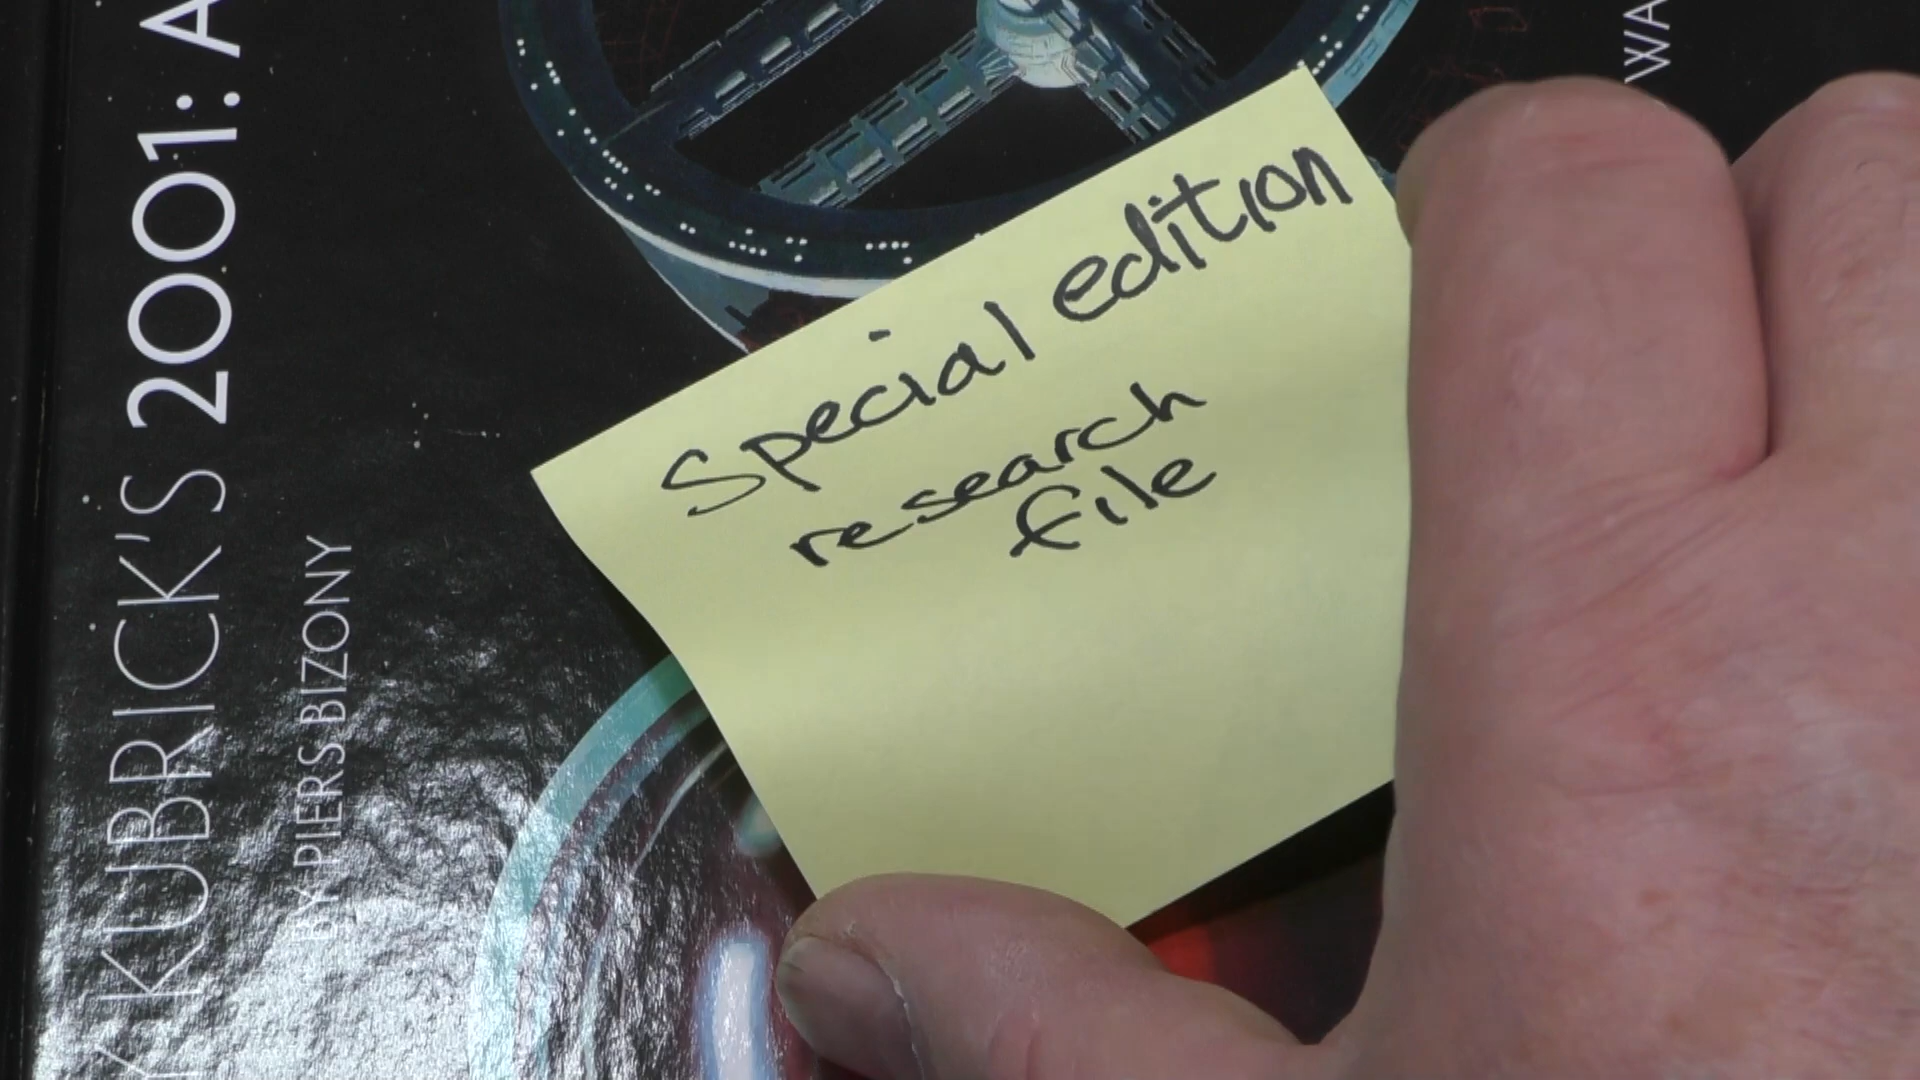 Y KUBRICK'S 2001: A
BY PIERS BIZONY
WA
Special edition
research
file